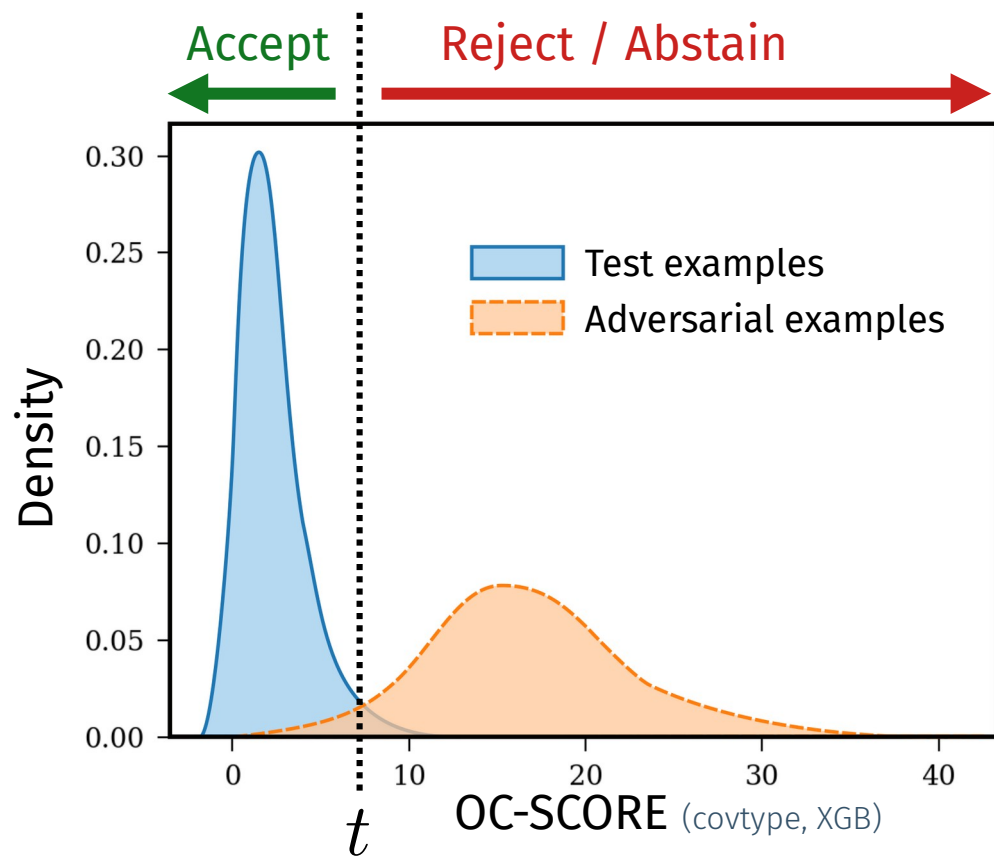 Accept
Reject / Abstain
0.30
0.25
0.20
0.15
0.10
0.05
0.00
Density
Test examples
Adversarial examples
0 10 20 30 40
t
OC-SCORE (covtype, XGB)